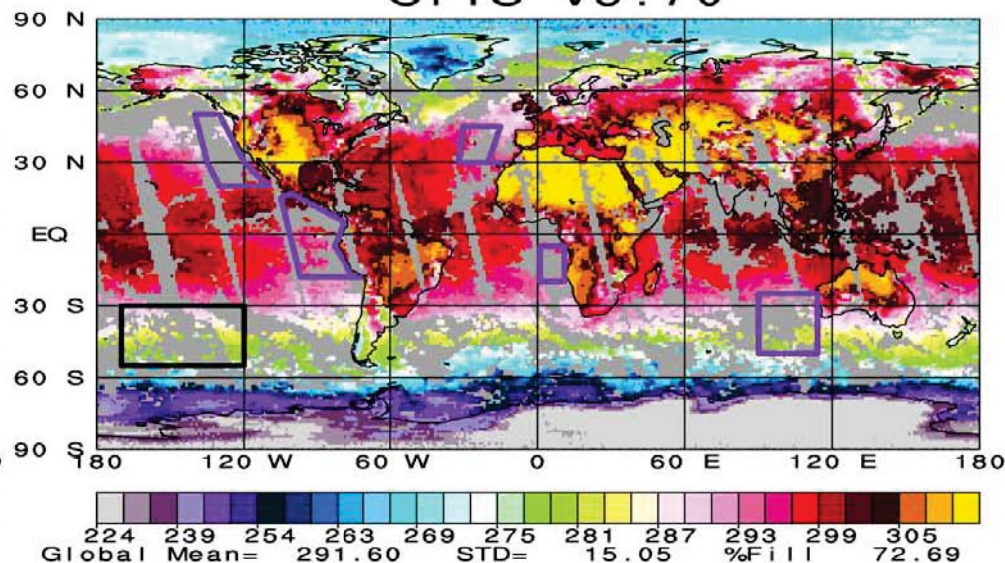 90 N
60 N
30 N
EQ
30 S
60 S
90 S
180 120 W 60 W 0 60 E 120 E 180
224 239 254 263 269 275 281 287 293 299 305
Global Mean= 291.60 STD= 15.05 %Fill 72.69